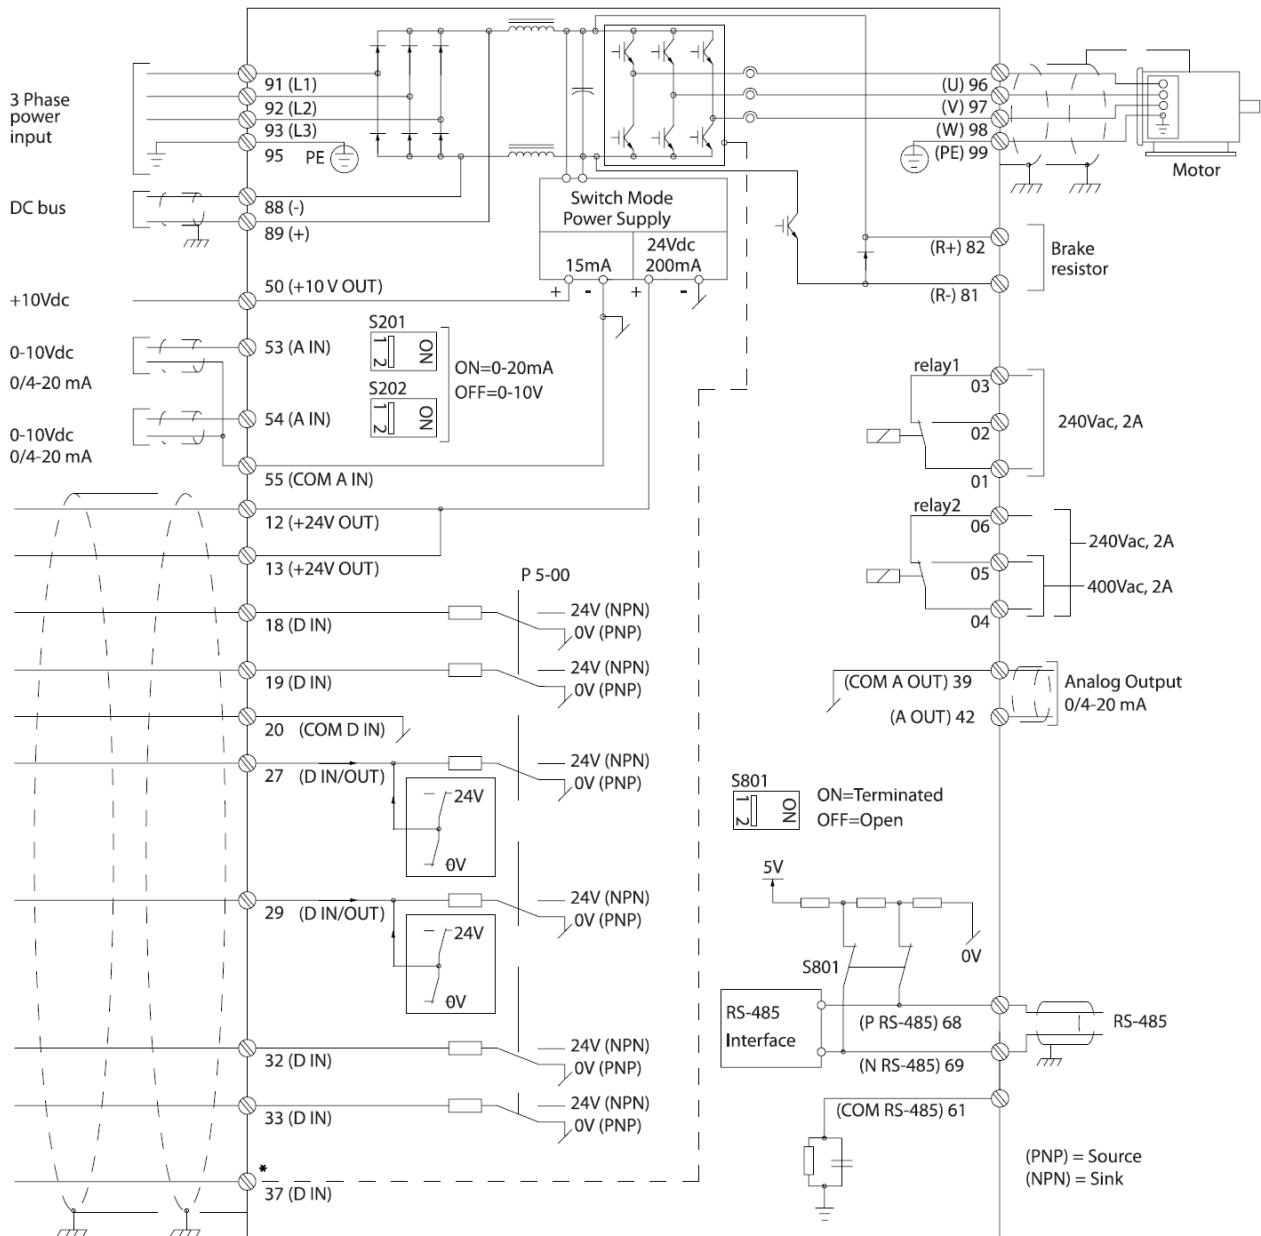 3 Phase
power
input
91 (L1)
92 (L2)
93 (L3)
95 PE
DC bus
88 (-)
89 (+)
+10Vdc
50 (+10 V OUT)
0-10Vdc
0/4-20 mA
53 (A IN)
0-10Vdc
0/4-20 mA
54 (A IN)
55 (COM A IN)
12 (+24V OUT)
13 (+24V OUT)
18 (D IN)
19 (D IN)
20 (COM D IN)
27 (D IN/OUT)
24V
0V
29 (D IN/OUT)
24V
0V
32 (D IN)
33 (D IN)
*
37 (D IN)
Switch Mode
Power Supply
24Vdc
15mA 200mA
+ - + -
S201
1 2 ON
S202
1 2 ON
ON=0-20mA
OFF=0-10V
P 5-00
24V (NPN)
0V (PNP)
24V (NPN)
0V (PNP)
24V (NPN)
0V (PNP)
24V (NPN)
0V (PNP)
24V (NPN)
0V (PNP)
24V (NPN)
0V (PNP)
(U) 96
(V) 97
(W) 98
(PE) 99
Motor
(R+) 82
(R-) 81
Brake
resistor
relay1
03
02
01
240Vac, 2A
relay2
06
05
04
240Vac, 2A
400Vac, 2A
(COM A OUT) 39
(A OUT) 42
Analog Output
0/4-20 mA
S801
1 2 ON
ON=Terminated
OFF=Open
5V
0V
S801
RS-485
Interface
(P RS-485) 68
(N RS-485) 69
(COM RS-485) 61
RS-485
(PNP) = Source
(NPN) = Sink